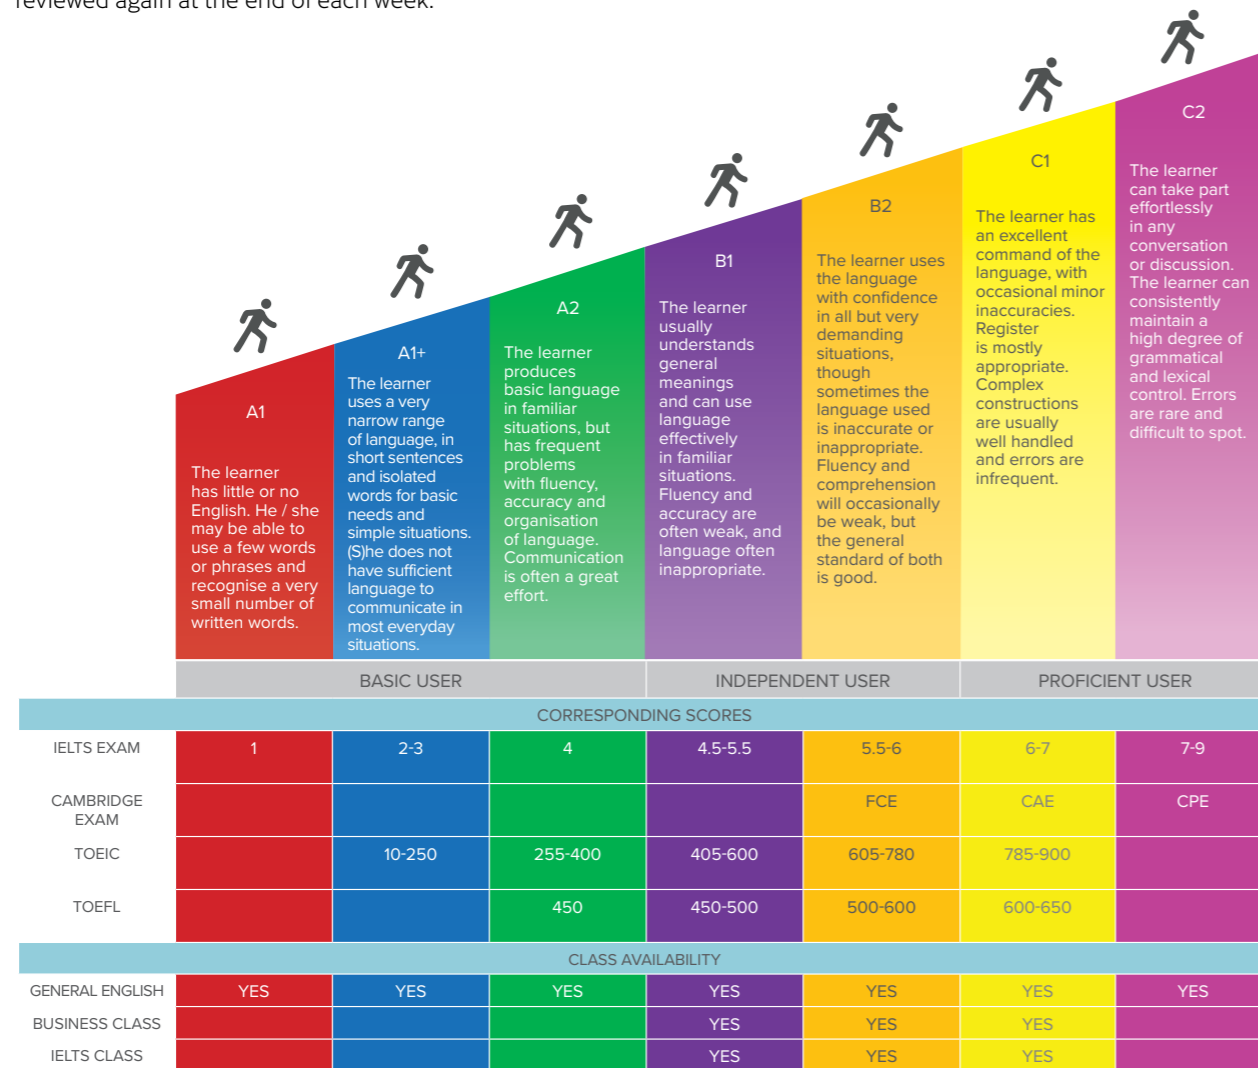 reviewed again at the end of each week.
A1
The learner
has little or no
English. He / she
may be able to
use a few words
or phrases and
recognise a very
small number of
written words.
A1+
The learner
uses a very
narrow range
of language, in
short sentences
and isolated
words for basic
needs and
simple situations.
(S)he does not
have sufficient
language to
communicate in
most everyday
situations.
A2
The learner
produces
basic language
in familiar
situations, but
has frequent
problems
with fluency,
accuracy and
organisation
of language.
Communication
is often a great
effort.
B1
The learner
usually
understands
general
meanings
and can use
language
effectively
in familiar
situations.
Fluency and
accuracy are
often weak, and
language often
inappropriate.
B2
The learner uses
the language
with confidence
in all but very
demanding
situations,
though
sometimes the
language used
is inaccurate or
inappropriate.
Fluency and
comprehension
will occasionally
be weak, but
the general
standard of both
is good.
C1
The learner has
an excellent
command of the
language, with
occasional minor
inaccuracies.
Register
is mostly
appropriate.
Complex
constructions
are usually
well handled
and errors are
infrequent.
C2
The learner
can take part
effortlessly
in any
conversation
or discussion.
The learner can
consistently
maintain a
high degree of
grammatical
and lexical
control. Errors
are rare and
difficult to spot.
BASIC USER INDEPENDENT USER PROFICIENT USER
CORRESPONDING SCORES
IELTS EXAM 1 2-3 4 4.5-5.5 5.5-6 6-7 7-9
CAMBRIDGE
EXAM FCE CAE CPE
TOEIC 10-250 255-400 405-600 605-780 785-900
TOEFL 450 450-500 500-600 600-650
CLASS AVAILABILITY
GENERAL ENGLISH YES YES YES YES YES YES YES
BUSINESS CLASS YES YES YES
IELTS CLASS YES YES YES